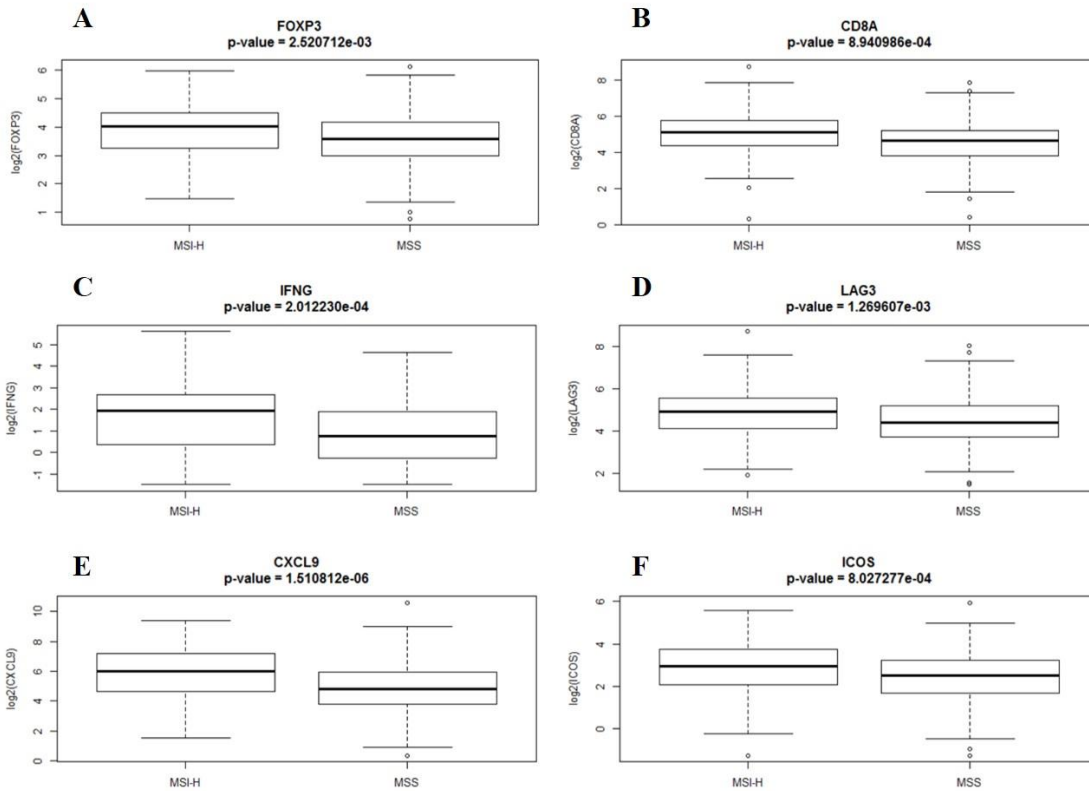 A
FOXP3
p-value = 2.520712e-03
log2(FOXP3)
6
5
4
3
2
1
MSI-H
MSS
B
CD8A
p-value = 8.940986e-04
log2(CD8A)
8
6
4
2
0
MSI-H
MSS
C
IFNG
p-value = 2.012230e-04
log2(IFNG)
5
4
3
2
1
0
-1
MSI-H
MSS
D
LAG3
p-value = 1.269607e-03
log2(LAG3)
8
6
4
2
MSI-H
MSS
E
CXCL9
p-value = 1.510812e-06
log2(CXCL9)
10
8
6
4
2
0
MSI-H
MSS
F
ICOS
p-value = 8.027277e-04
log2(ICOS)
6
4
2
0
MSI-H
MSS